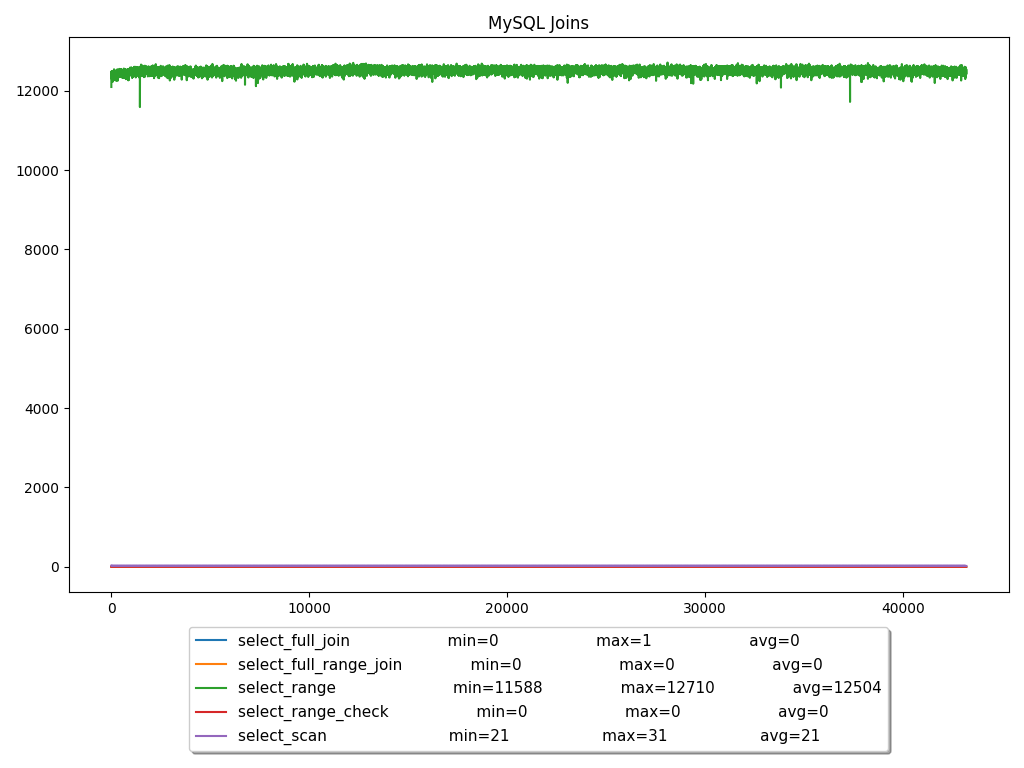 MySQL Joins
12000
10000
8000
6000
4000
2000
0
0 10000 20000 30000 40000
select_full_join min=0 max=1 avg=0
select_full_range_join min=0 max=0 avg=0
select_range min=11588 max=12710 avg=12504
select_range_check min=0 max=0 avg=0
select_scan min=21 max=31 avg=21